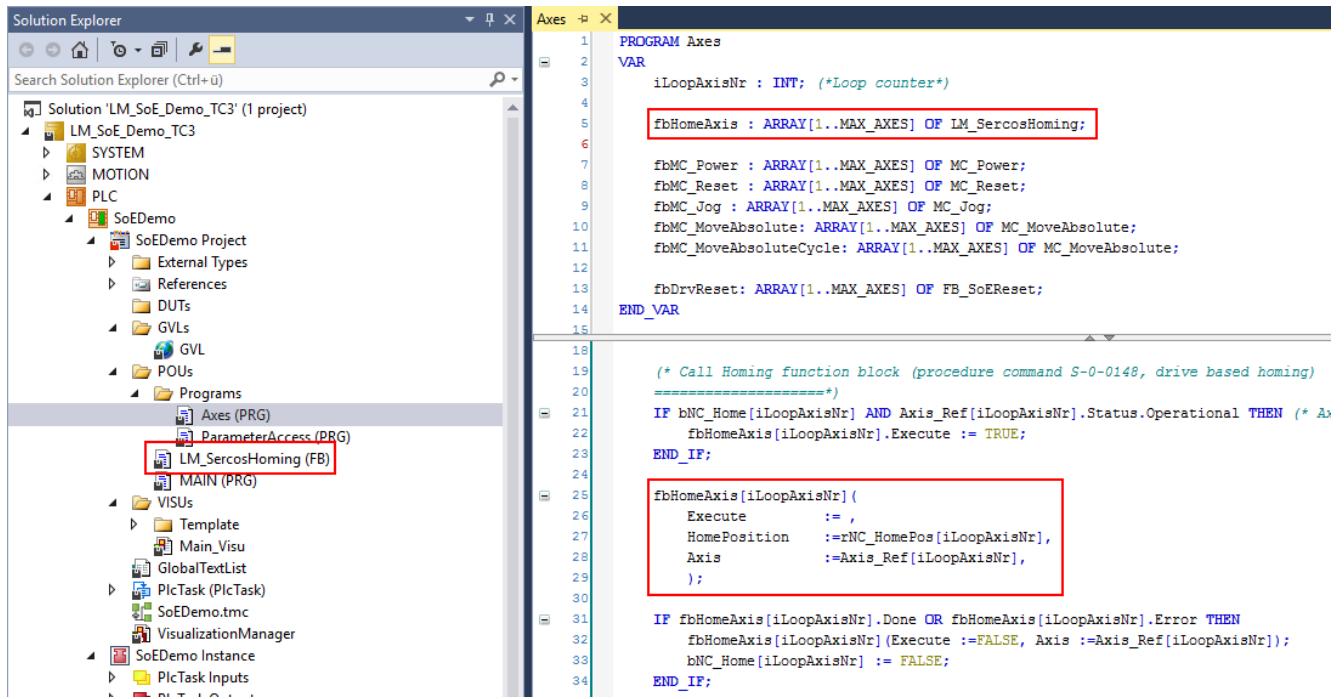 Solution Explorer
Search Solution Explorer (Ctrl+ü)
Solution 'LM_SoE_Demo_TC3' (1 project)
LM_SoE_Demo_TC3
SYSTEM
MOTION
PLC
SoEDemo
SoEDemo Project
External Types
References
DUTs
GVLs
GVL
POUs
Programs
Axes (PRG)
ParameterAccess (PRG)
LM_SercosHoming (FB)
MAIN (PRG)
VISUs
Template
Main_Visu
GlobalTextList
PlcTask (PlcTask)
SoEDemo.tmc
VisualizationManager
SoEDemo Instance
PlcTask Inputs
Axes
1 PROGRAM Axes
2 VAR
3 iLoopAxisNr : INT; (*Loop counter*)
4
5 fbHomeAxis : ARRAY[1..MAX_AXES] OF LM_SercosHoming;
6
7 fbMC_Power : ARRAY[1..MAX_AXES] OF MC_Power;
8 fbMC_Reset : ARRAY[1..MAX_AXES] OF MC_Reset;
9 fbMC_Jog : ARRAY[1..MAX_AXES] OF MC_Jog;
10 fbMC_MoveAbsolute: ARRAY[1..MAX_AXES] OF MC_MoveAbsolute;
11 fbMC_MoveAbsoluteCycle: ARRAY[1..MAX_AXES] OF MC_MoveAbsolute;
12
13 fbDrvReset: ARRAY[1..MAX_AXES] OF FB_SoEReset;
14 END_VAR
15
18
19 (* Call Homing function block (procedure command S-0-0148, drive based homing)
20 ====================*)
21 IF bNC_Home[iLoopAxisNr] AND Axis_Ref[iLoopAxisNr].Status.Operational THEN (* Ax
22 fbHomeAxis[iLoopAxisNr].Execute := TRUE;
23 END_IF;
24
25 fbHomeAxis[iLoopAxisNr](
26 Execute := ,
27 HomePosition :=rNC_HomePos[iLoopAxisNr],
28 Axis :=Axis_Ref[iLoopAxisNr],
29 );
30
31 IF fbHomeAxis[iLoopAxisNr].Done OR fbHomeAxis[iLoopAxisNr].Error THEN
32 fbHomeAxis[iLoopAxisNr](Execute :=FALSE, Axis :=Axis_Ref[iLoopAxisNr]);
33 bNC_Home[iLoopAxisNr] := FALSE;
34 END_IF;